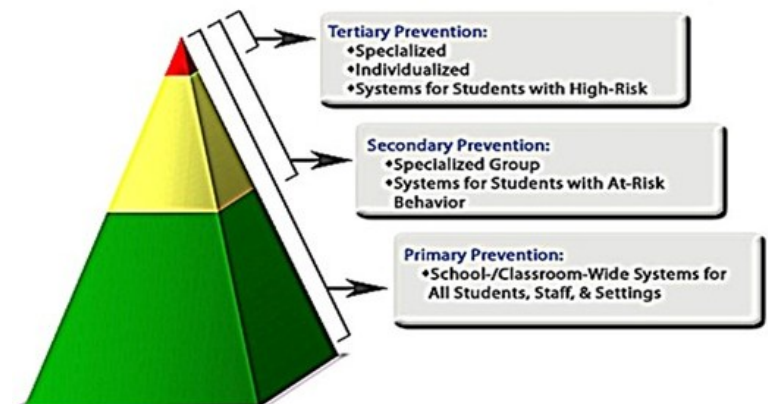 Tertiary Prevention:
◆Specialized
◆Individualized
◆Systems for Students with High-Risk
Secondary Prevention:
◆Specialized Group
◆Systems for Students with At-Risk
Behavior
Primary Prevention:
◆School-/Classroom-Wide Systems for
All Students, Staff, & Settings